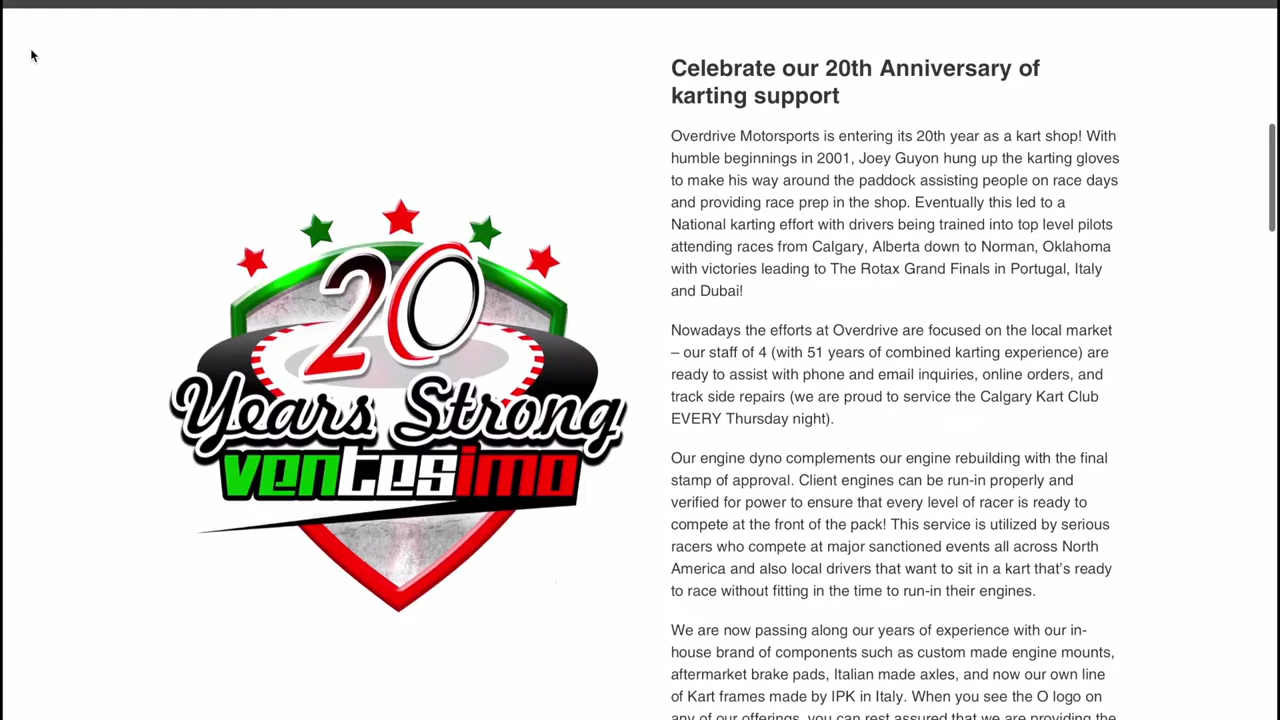 20
Years Strong
ventesimo
Celebrate our 20th Anniversary of
karting support
Overdrive Motorsports is entering its 20th year as a kart shop! With
humble beginnings in 2001, Joey Guyon hung up the karting gloves
to make his way around the paddock assisting people on race days
and providing race prep in the shop. Eventually this led to a
National karting effort with drivers being trained into top level pilots
attending races from Calgary, Alberta down to Norman, Oklahoma
with victories leading to The Rotax Grand Finals in Portugal, Italy
and Dubai!
Nowadays the efforts at Overdrive are focused on the local market
– our staff of 4 (with 51 years of combined karting experience) are
ready to assist with phone and email inquiries, online orders, and
track side repairs (we are proud to service the Calgary Kart Club
EVERY Thursday night).
Our engine dyno complements our engine rebuilding with the final
stamp of approval. Client engines can be run-in properly and
verified for power to ensure that every level of racer is ready to
compete at the front of the pack! This service is utilized by serious
racers who compete at major sanctioned events all across North
America and also local drivers that want to sit in a kart that's ready
to race without fitting in the time to run-in their engines.
We are now passing along our years of experience with our in-
house brand of components such as custom made engine mounts,
aftermarket brake pads, Italian made axles, and now our own line
of Kart frames made by IPK in Italy. When you see the O logo on
any of our offerings, you can rest assured that we are providing the